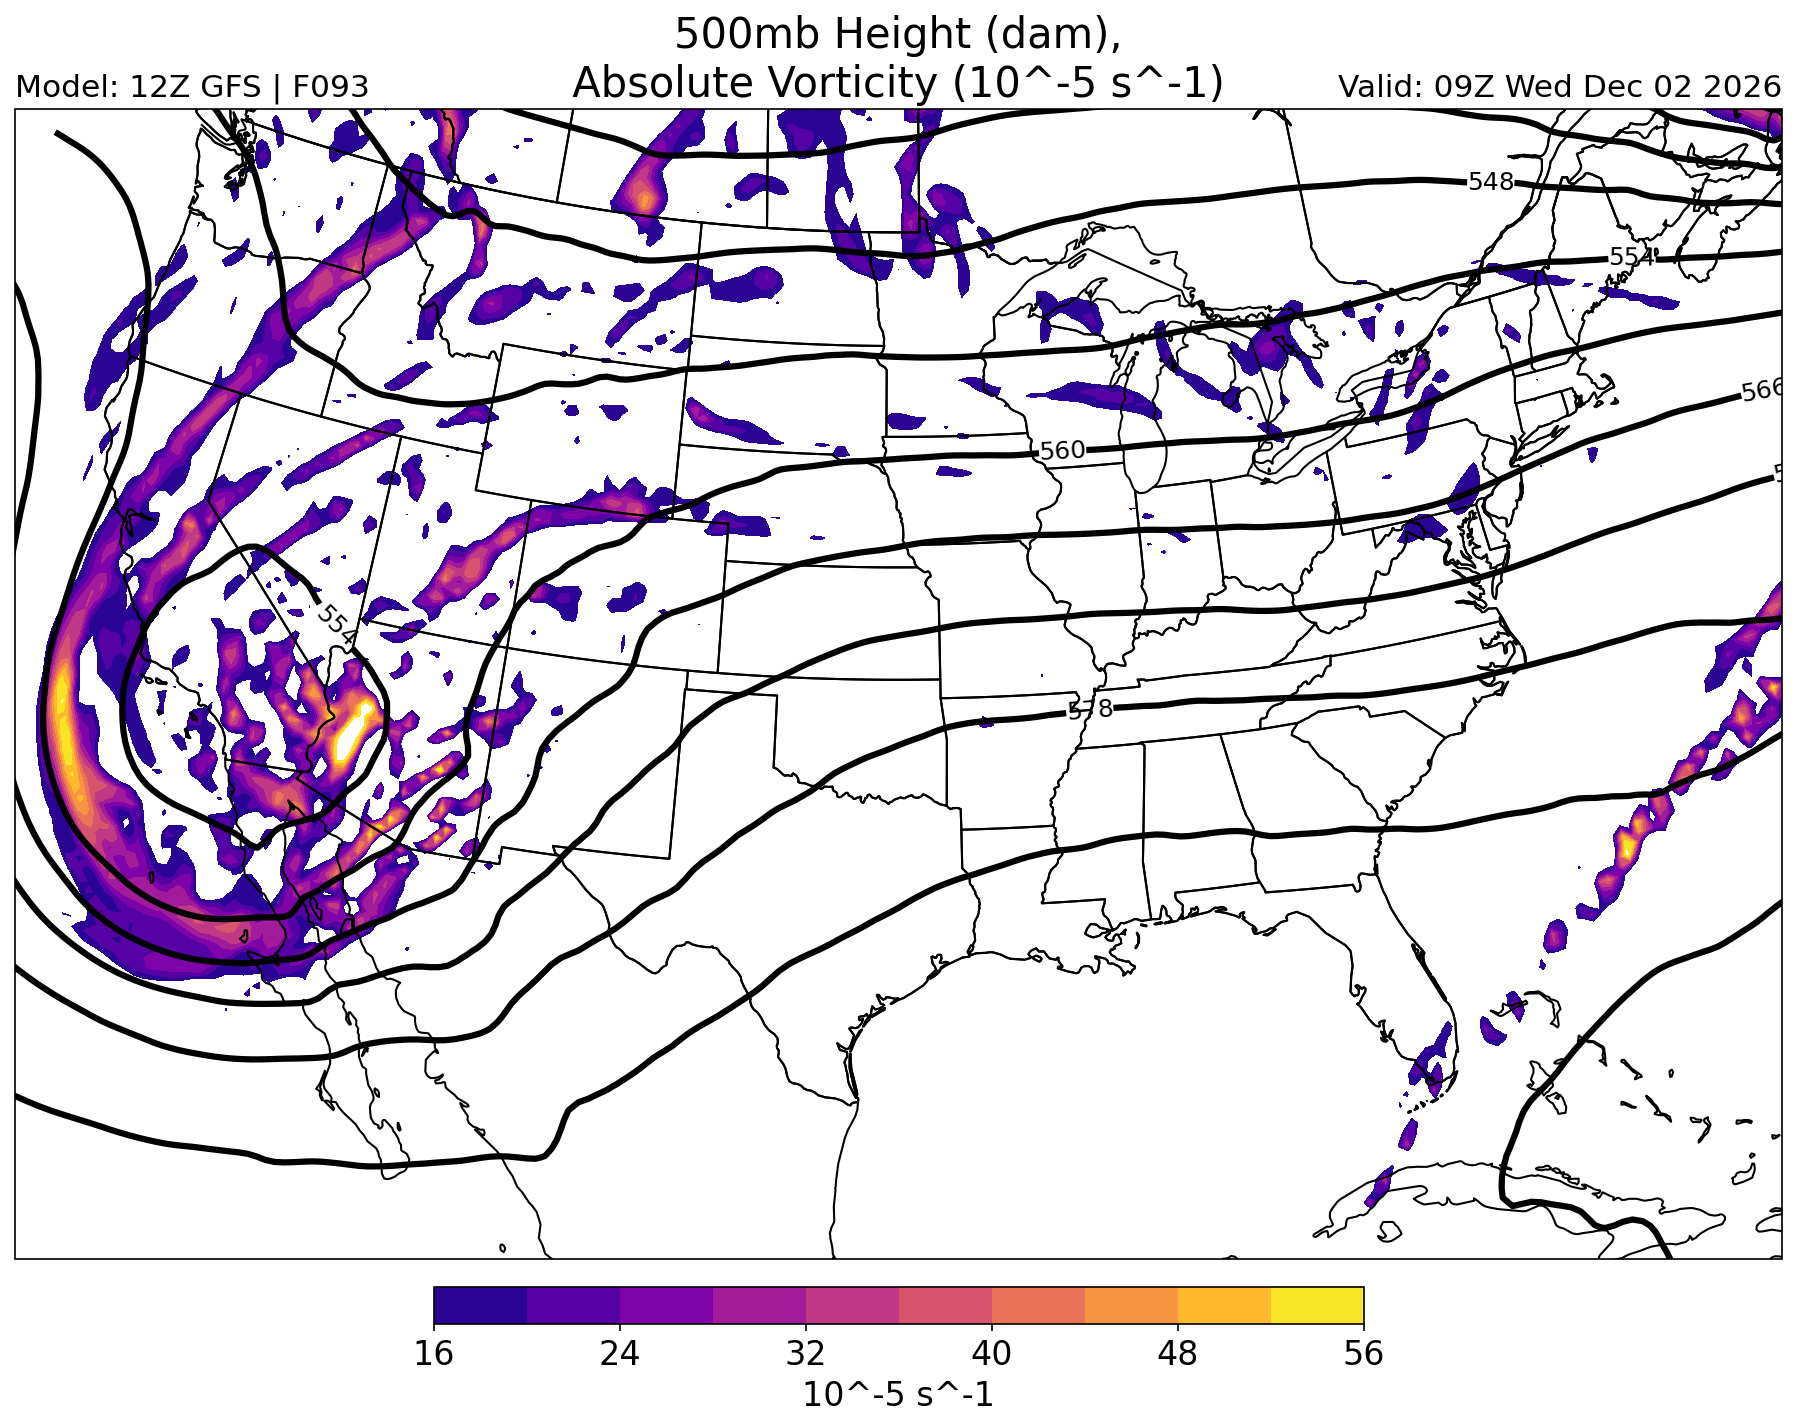 500mb Height (dam),
Absolute Vorticity (10^-5 s^-1)
Model: 12Z GFS | F093
Valid: 09Z Wed Dec 02 2026
548
554
566
560
554
578
16 24 32 40 48 56
10^-5 s^-1